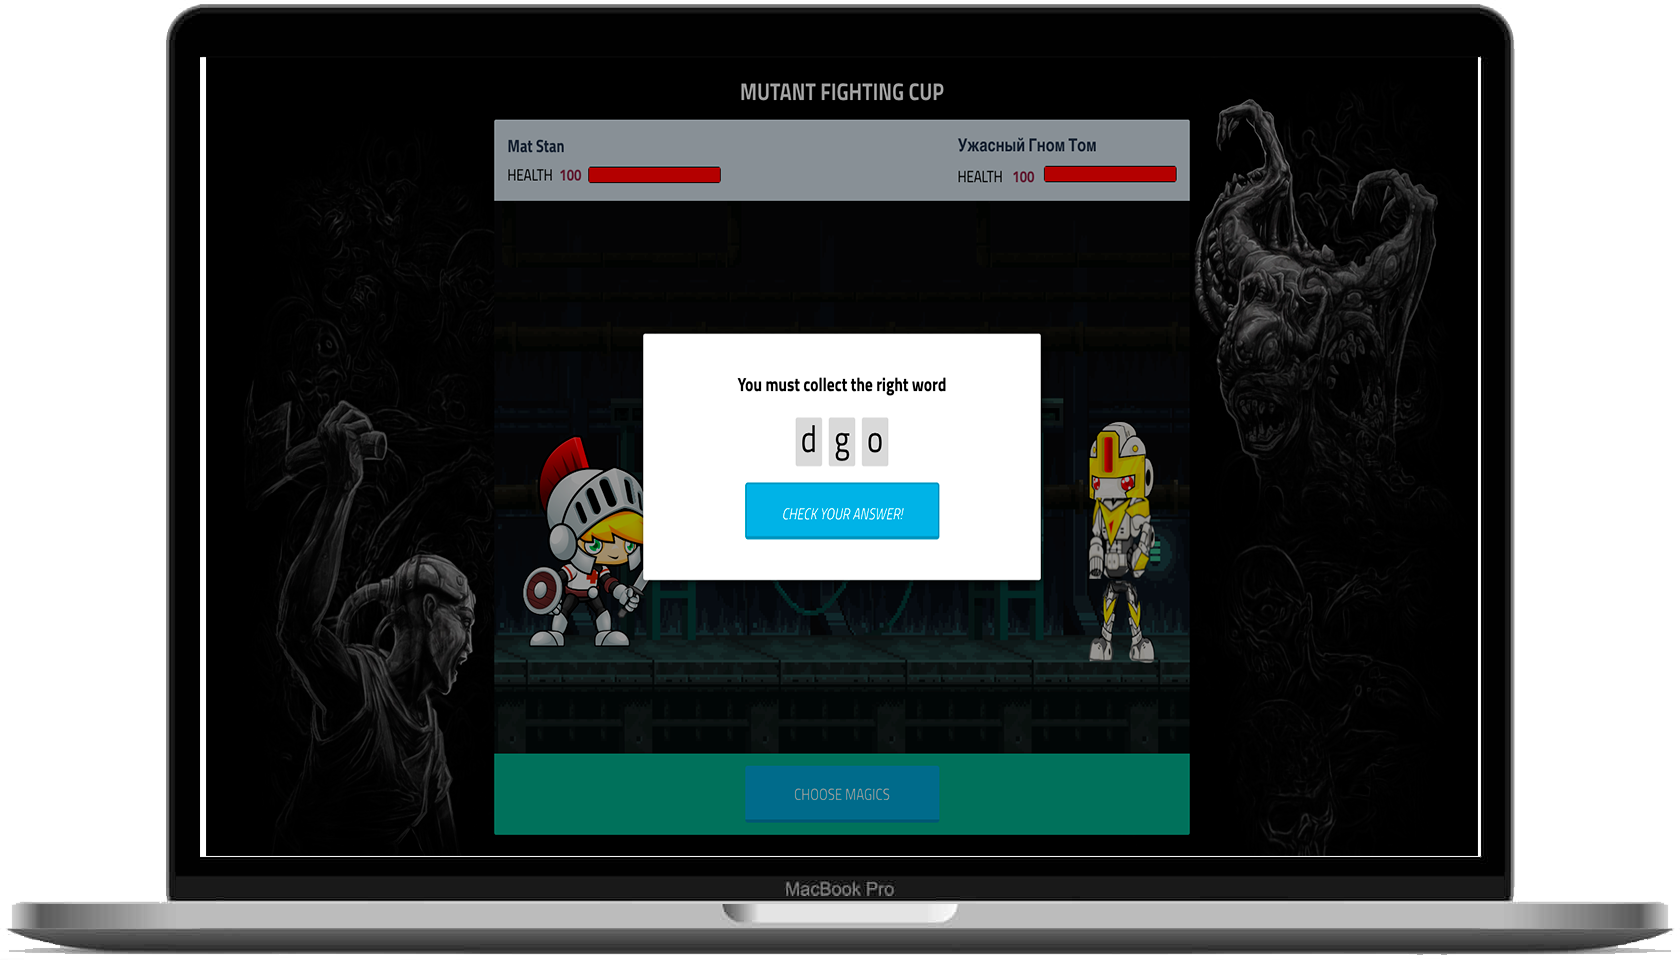 MUTANT FIGHTING CUP
Mat Stan
HEALTH 100
Ужасный Гном Том
HEALTH 100
You must collect the right word
d g o
CHECK YOUR ANSWER!
CHOOSE MAGICS
MacBook Pro